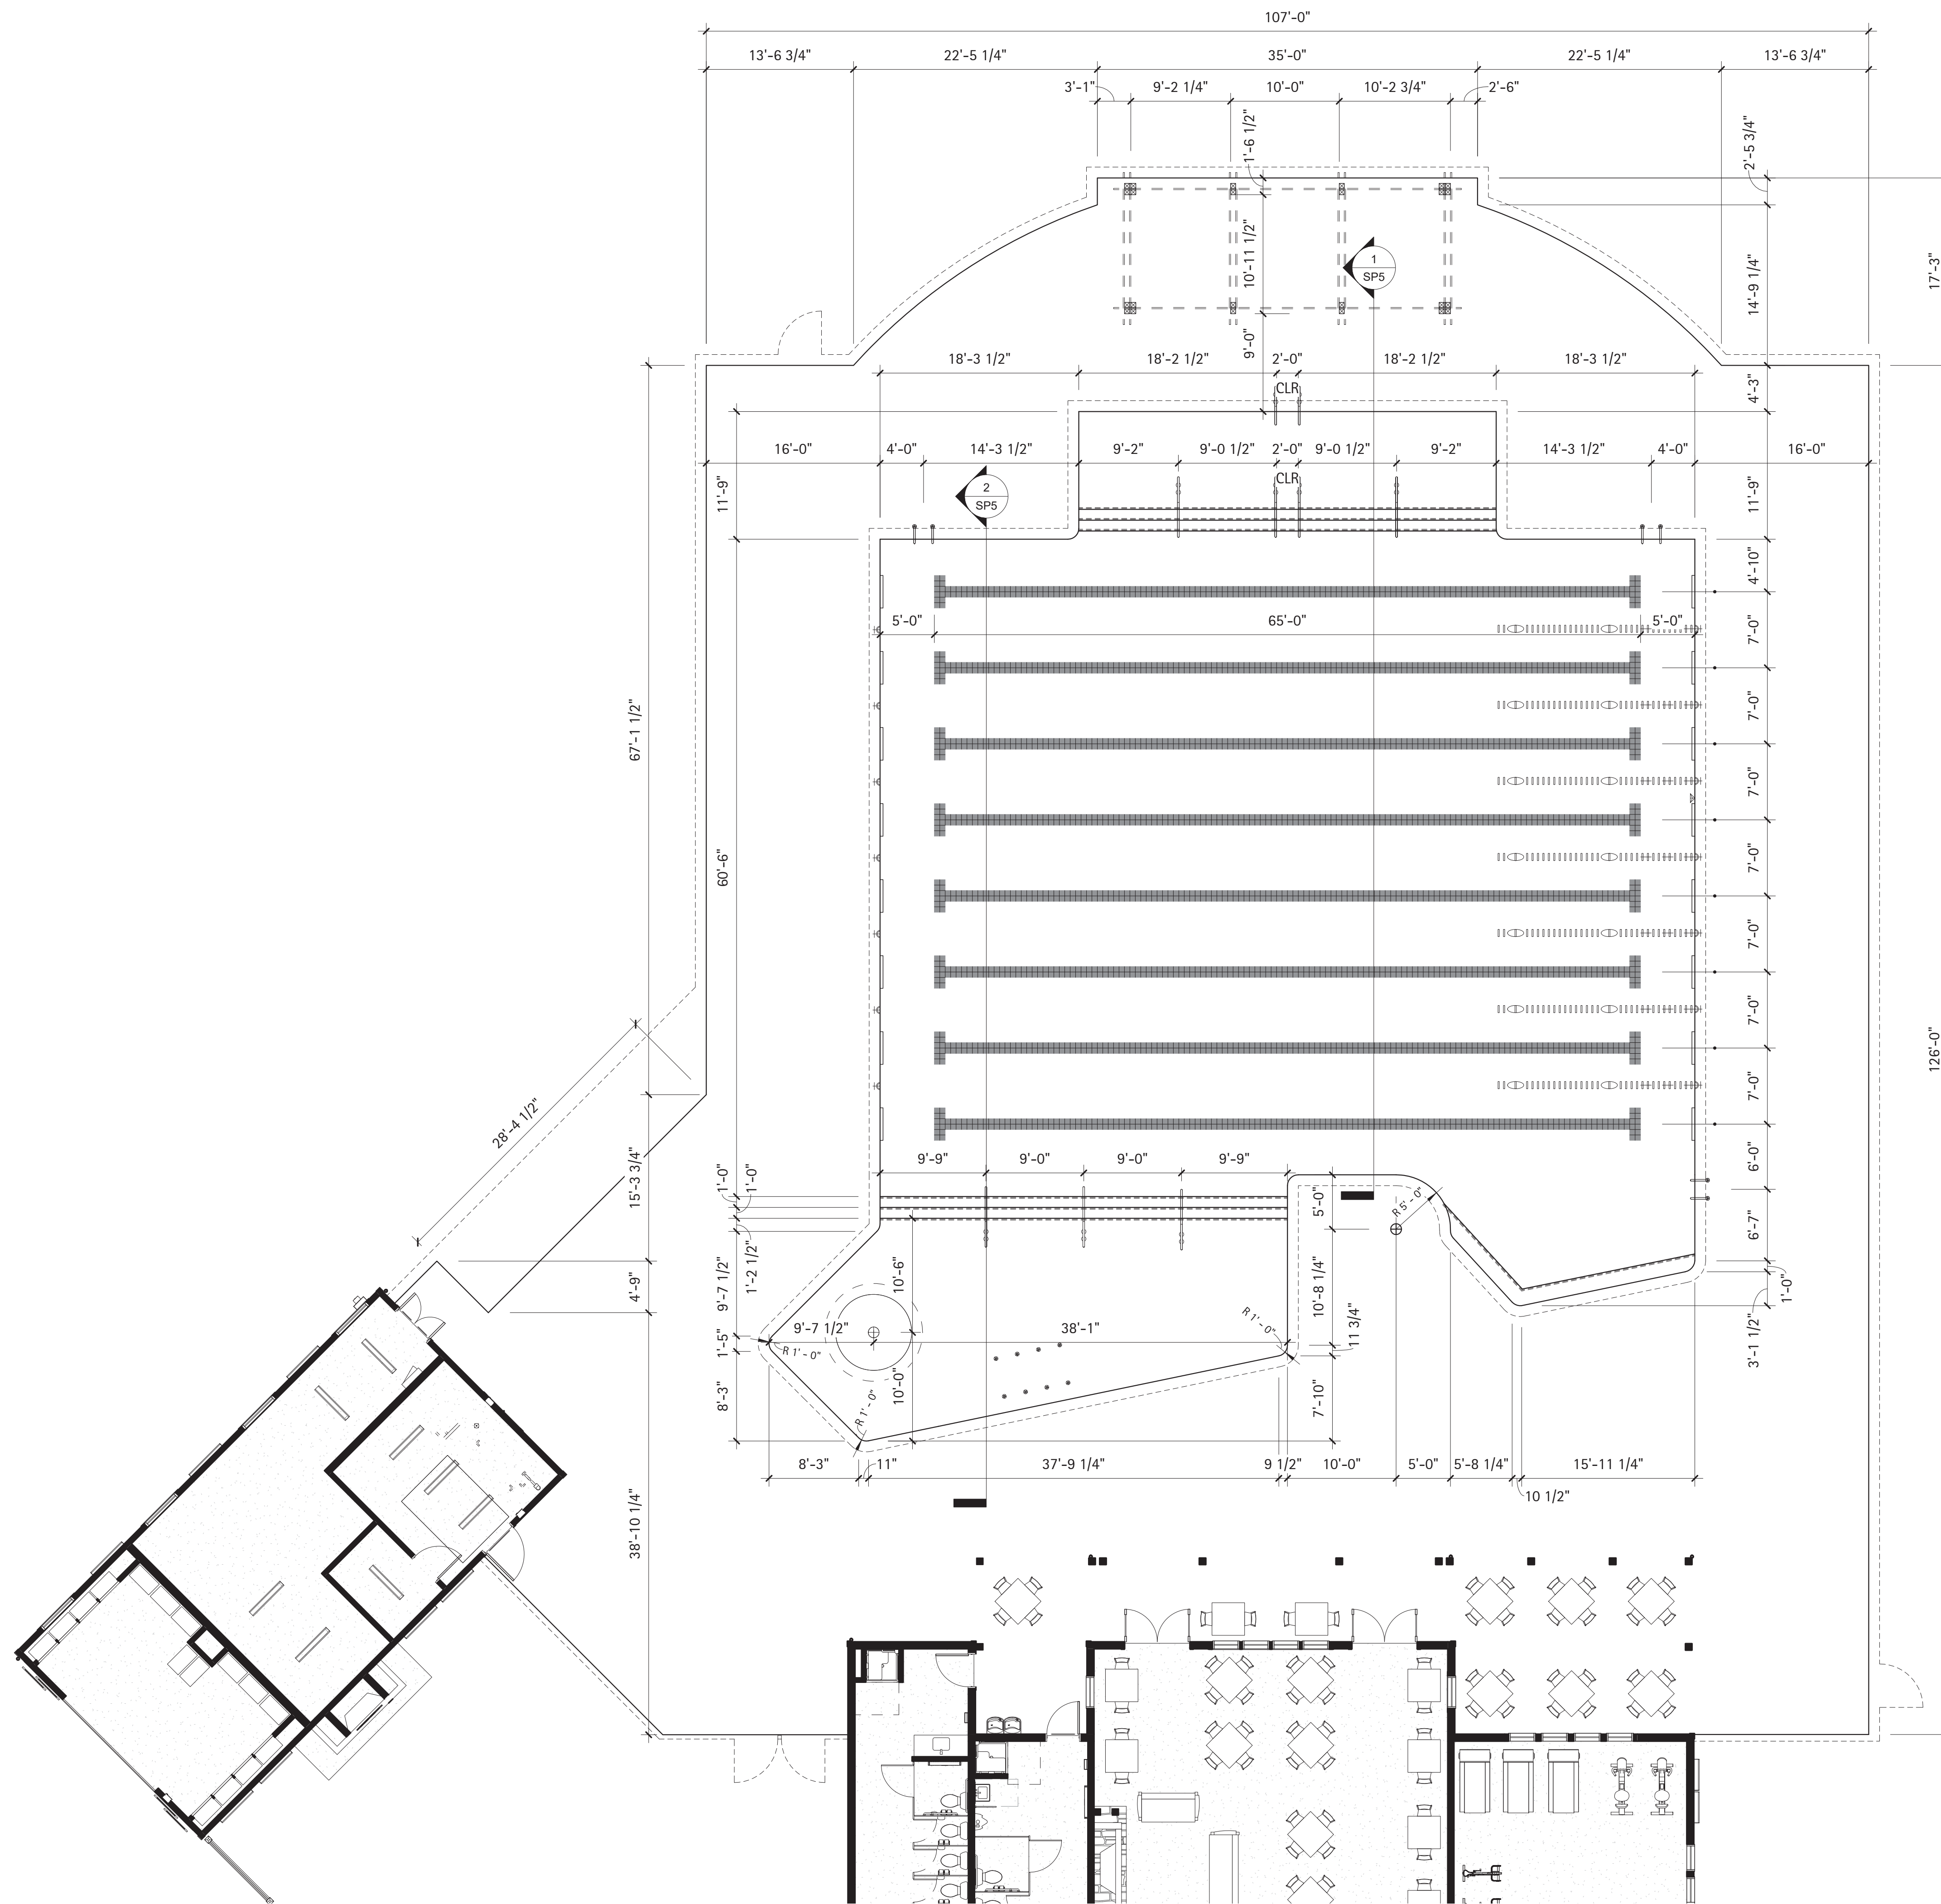 107'-0"
13'-6 3/4" 22'-5 1/4" 35'-0" 22'-5 1/4" 13'-6 3/4"
3'-1" 9'-2 1/4" 10'-0" 10'-2 3/4" 2'-6"
1'-6 1/2"
2'-5 3/4"
10'-11 1/2"
1
SP5
14'-9 1/4"
17'-3"
9'-0"
18'-3 1/2" 18'-2 1/2" 2'-0" 18'-2 1/2" 18'-3 1/2"
CLR
4'-3"
16'-0" 4'-0" 14'-3 1/2" 9'-2" 9'-0 1/2" 2'-0" 9'-0 1/2" 9'-2" 14'-3 1/2" 4'-0" 16'-0"
CLR
11'-9"
2
SP5
11'-9"
4'-10"
5'-0" 65'-0" 5'-0"
7'-0"
7'-0"
67'-1 1/2"
7'-0"
60'-6"
7'-0"
7'-0"
7'-0"
7'-0"
126'-0"
28'-4 1/2"
15'-3 3/4"
9'-9" 9'-0" 9'-0" 9'-9"
6'-0"
1'-0"
1'-0"
5'-0"
R 5' - 0"
6'-7"
1'-2 1/2"
9'-7 1/2"
10'-6"
10'-8 1/4"
1'-0"
4'-9"
9'-7 1/2" 38'-1"
R 1' - 0"
R 1' - 0"
11 3/4"
3'-1 1/2"
1'-5"
8'-3"
10'-0"
R 1' - 0"
7'-10"
8'-3" 11" 37'-9 1/4" 9 1/2" 10'-0" 5'-0" 5'-8 1/4" 15'-11 1/4"
10 1/2"
38'-10 1/4"